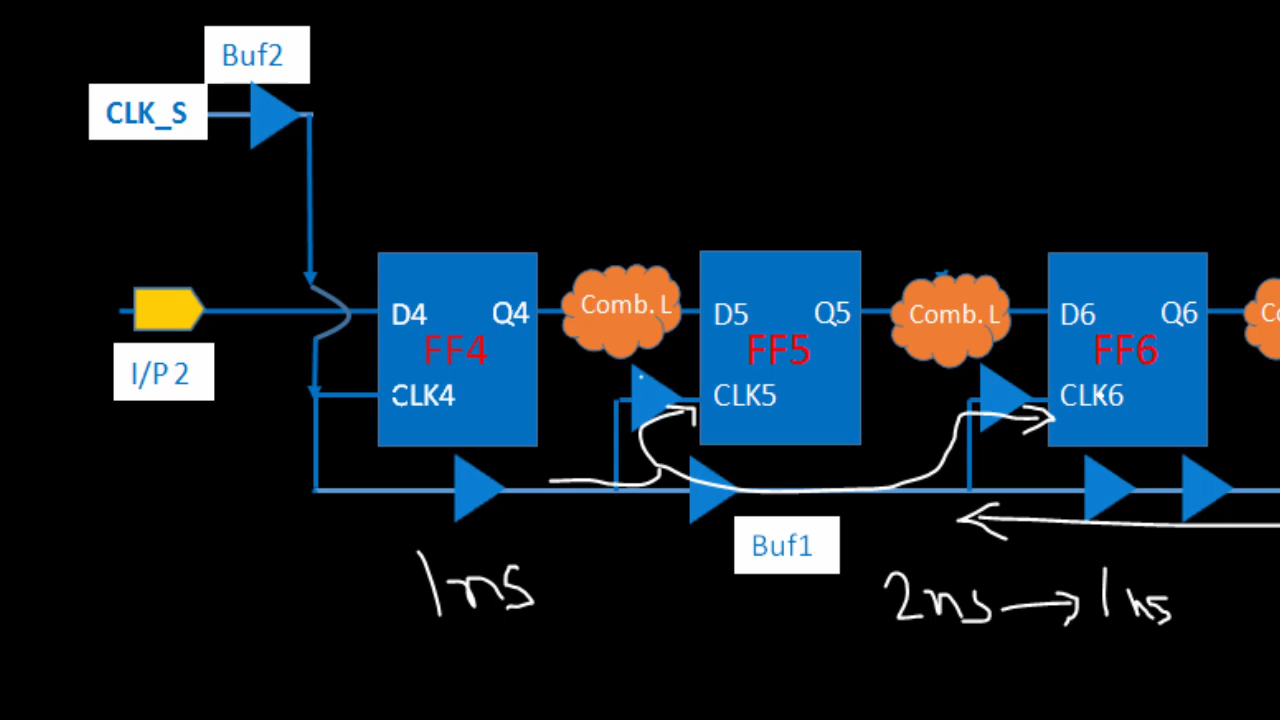 Buf2
CLK_S
D4
Q4
Comb. L
D5
Q5
Comb. L
D6
Q6
FF4
FF5
FF6
I/P 2
CLK4
CLK5
CLK6
Buf1
1ns
2ns → 1ns